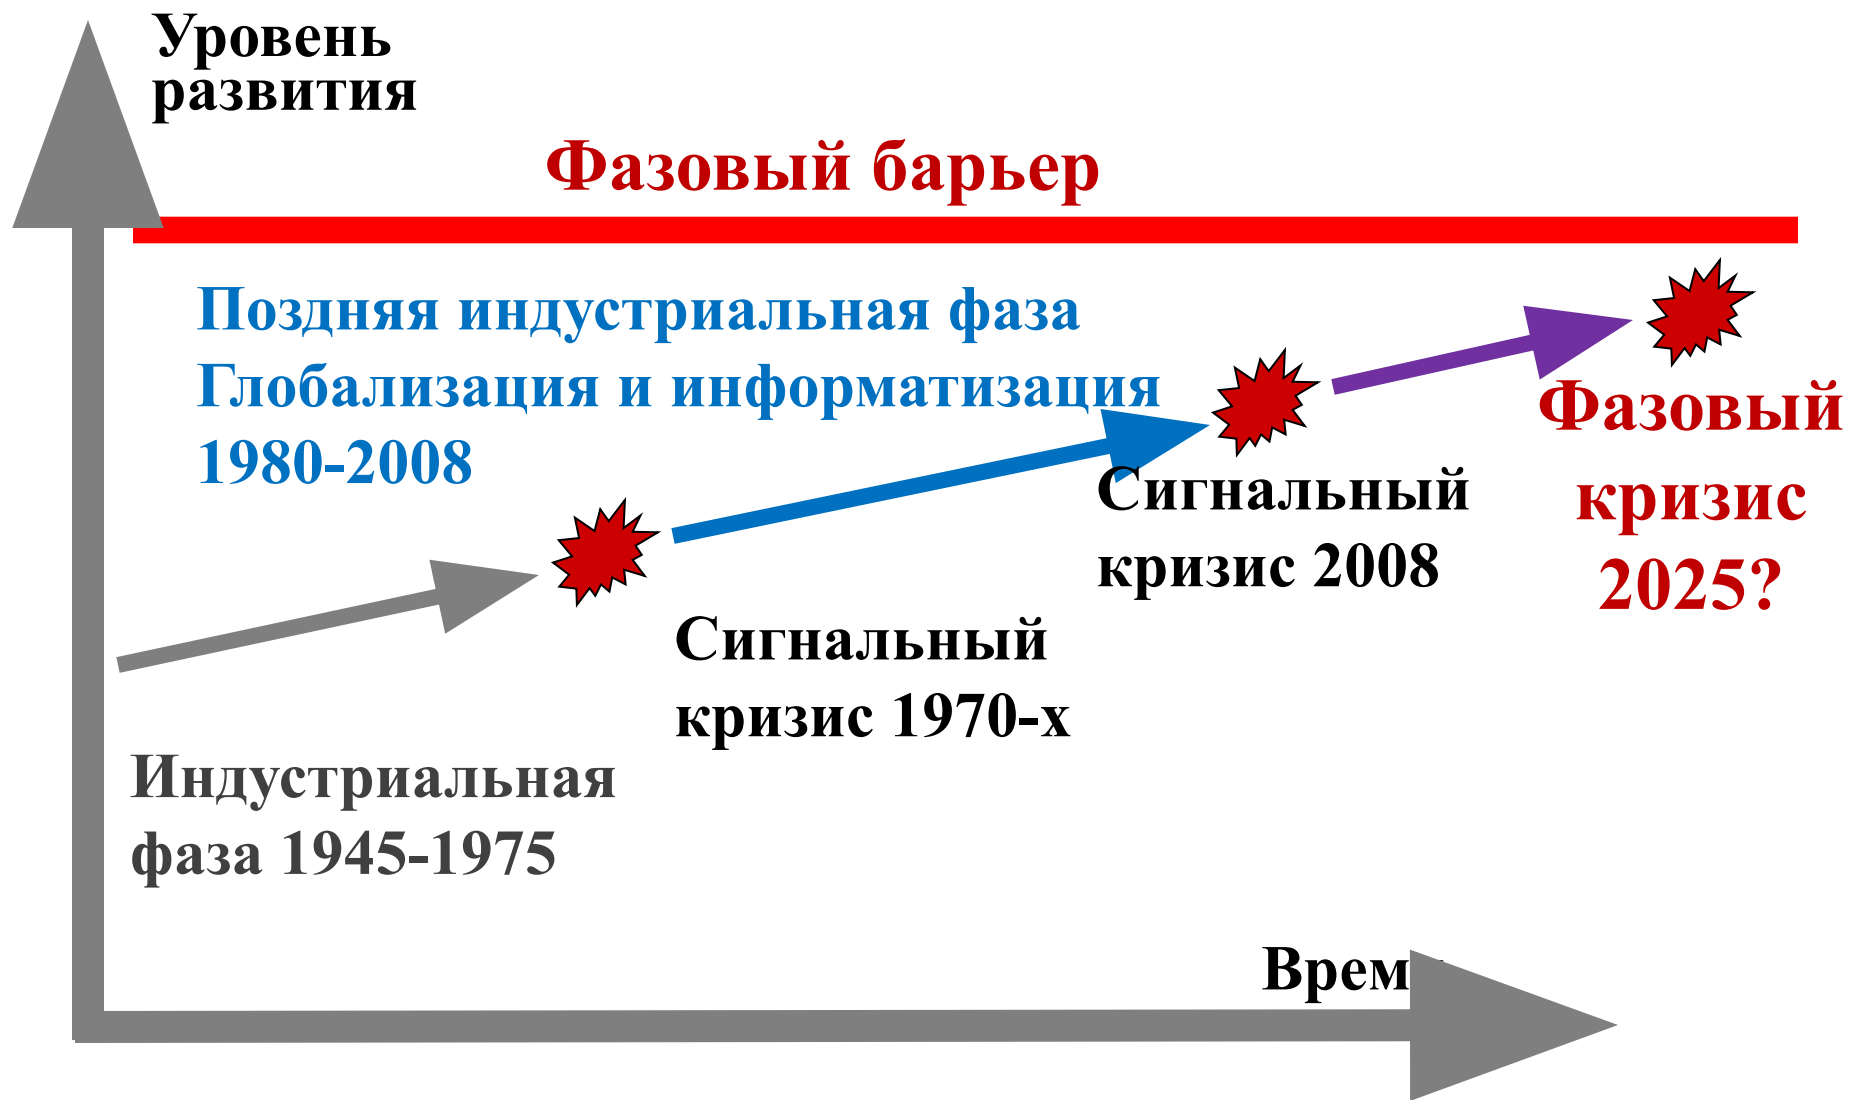 Уровень
развития
Фазовый барьер
Поздняя индустриальная фаза
Глобализация и информатизация
1980-2008
Сигнальный
кризис 2008
Фазовый
кризис
2025?
Сигнальный
кризис 1970-х
Индустриальная
фаза 1945-1975